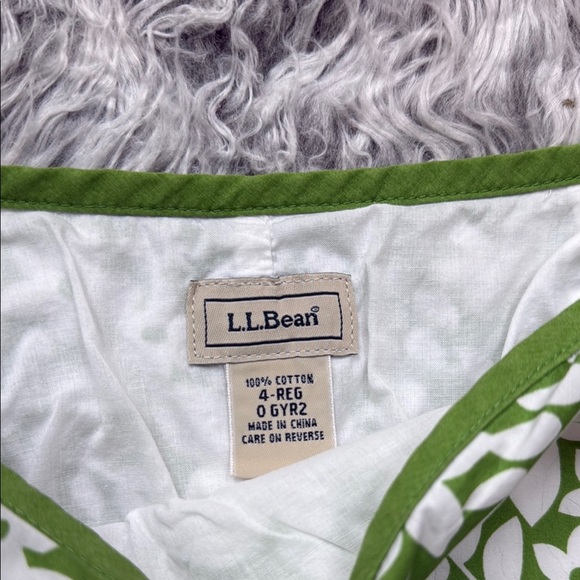 L.L.Bean
100% COTTON
4-REG
0 GYR2
MADE IN CHINA
CARE ON REVERSE